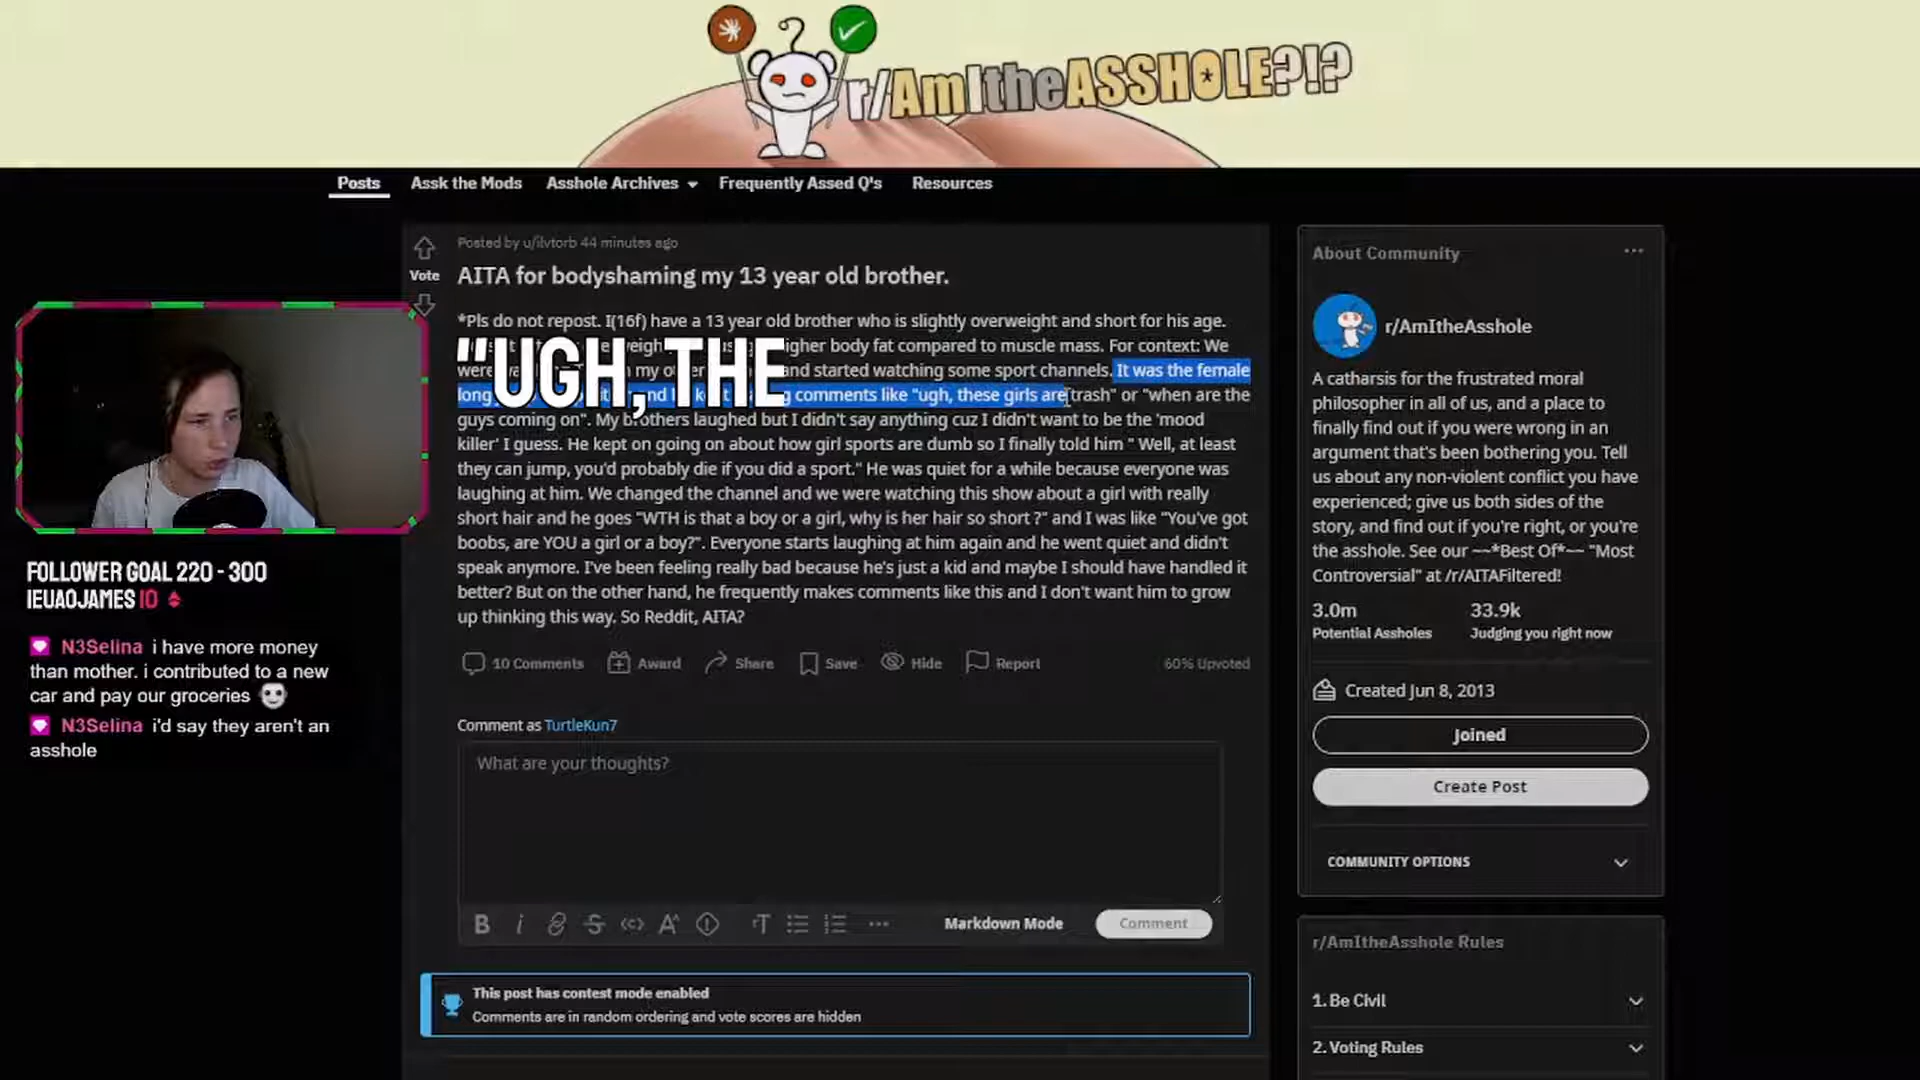 r/AmItheASSHOLE?!?
Posts
Assk the Mods
Asshole Archives
Frequently Assed Q's
Resources
Posted by u/ilvtorb 44 minutes ago
Vote
AITA for bodyshaming my 13 year old brother.
*Pls do not repost. I(16f) have a 13 year old brother who is slightly overweight and short for his age.
igher body fat compared to muscle mass. For context: We
were and started watching some sport channels. It was the female
long comments like "ugh, these girls are trash" or "when are the
guys coming on". My brothers laughed but I didn't say anything cuz I didn't want to be the 'mood
killer' I guess. He kept on going on about how girl sports are dumb so I finally told him " Well, at least
they can jump, you'd probably die if you did a sport." He was quiet for a while because everyone was
laughing at him. We changed the channel and we were watching this show about a girl with really
short hair and he goes "WTH is that a boy or a girl, why is her hair so short ?" and I was like "You've got
boobs, are YOU a girl or a boy?". Everyone starts laughing at him again and he went quiet and didn't
speak anymore. I've been feeling really bad because he's just a kid and maybe I should have handled it
better? But on the other hand, he frequently makes comments like this and I don't want him to grow
up thinking this way. So Reddit, AITA?
"UGH, THE
10 Comments
Award
Share
Save
Hide
Report
60% Upvoted
Comment as TurtleKun7
What are your thoughts?
Markdown Mode
Comment
This post has contest mode enabled
Comments are in random ordering and vote scores are hidden
FOLLOWER GOAL 220 - 300
IEUAOJAMES 10
N3Selina i have more money
than mother. i contributed to a new
car and pay our groceries
N3Selina i'd say they aren't an
asshole
About Community
r/AmItheAsshole
A catharsis for the frustrated moral
philosopher in all of us, and a place to
finally find out if you were wrong in an
argument that's been bothering you. Tell
us about any non-violent conflict you have
experienced; give us both sides of the
story, and find out if you're right, or you're
the asshole. See our ~~*Best Of*~~ "Most
Controversial" at /r/AITAFiltered!
3.0m
Potential Assholes
33.9k
Judging you right now
Created Jun 8, 2013
Joined
Create Post
COMMUNITY OPTIONS
r/AmItheAsshole Rules
1. Be Civil
2. Voting Rules